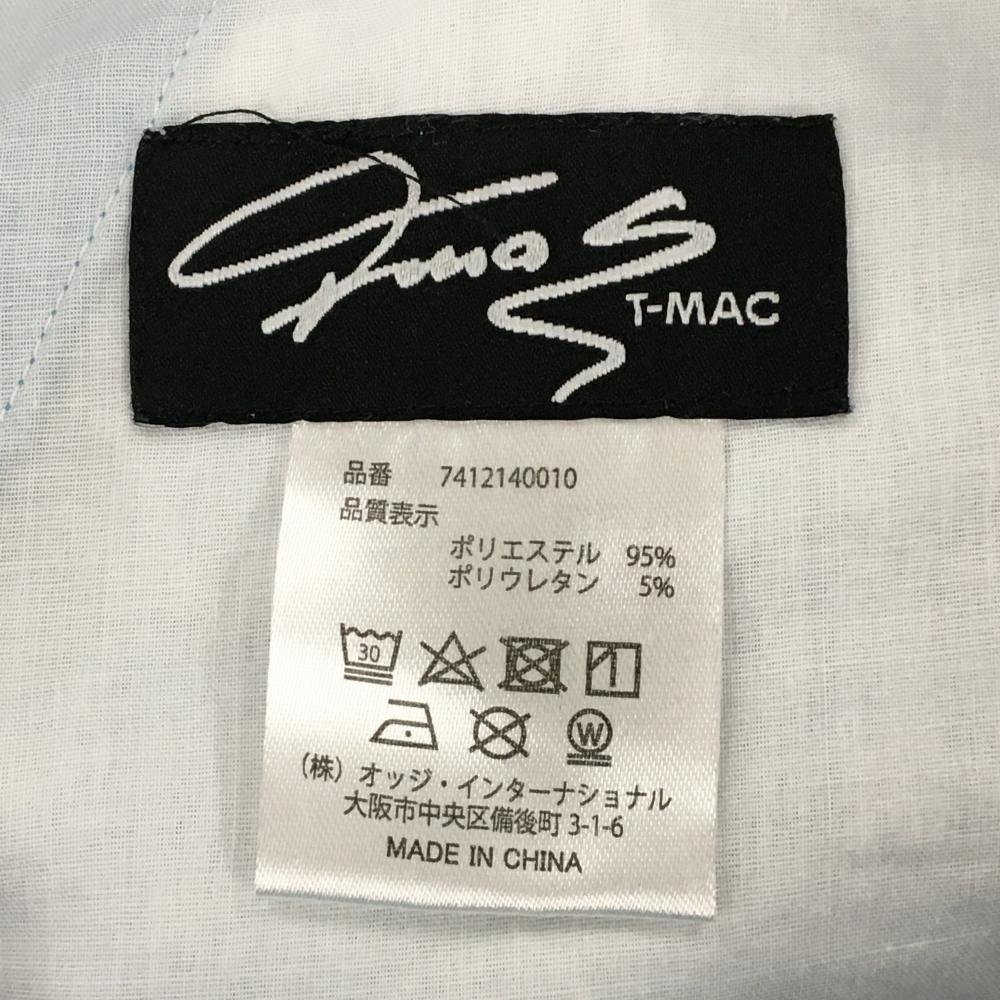 T-MAC
品番 7412140010
品質表示
ポリエステル 95%
ポリウレタン 5%
30
W
(株)オッジ・インターナショナル
大阪市中央区備後町 3-1-6
MADE IN CHINA